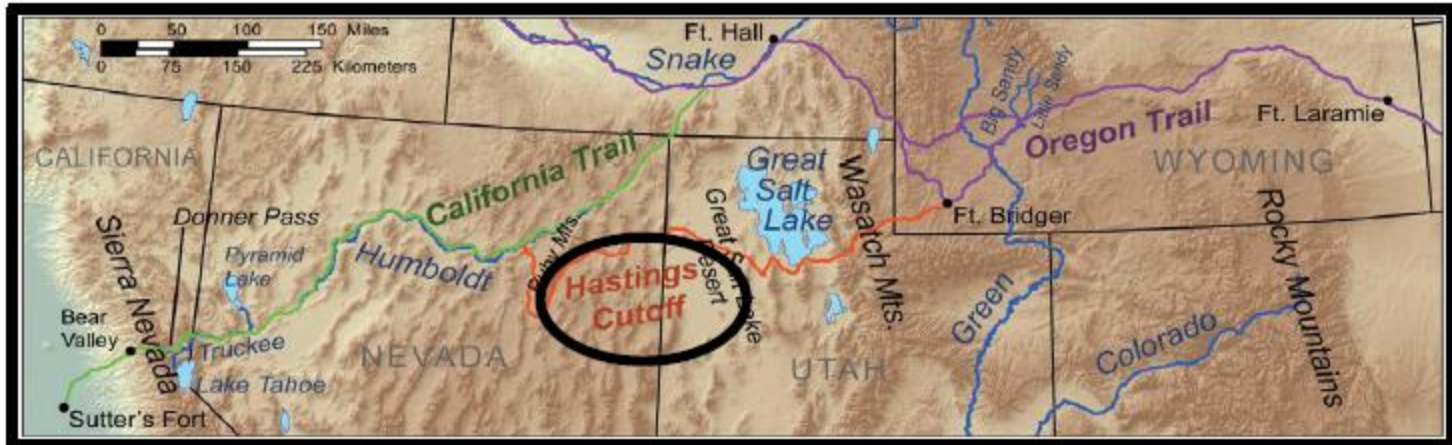 0 50 100 150 Miles
0 75 150 225 Kilometers
Ft. Hall
Snake
Big Sandy
Little Sandy
Ft. Laramie
Oregon Trail
CALIFORNIA
WYOMING
California Trail
Great
Salt
Lake
Wasatch Mts.
Ft. Bridger
Rocky Mountains
Donner Pass
Sierra Nevada
Pyramid
Lake
Humboldt
Ruby Mts.
Great Salt Lake
Desert
Hastings
Cutoff
Green
Colorado
Bear
Valley
Truckee
NEVADA
UTAH
Lake Tahoe
Sutter's Fort